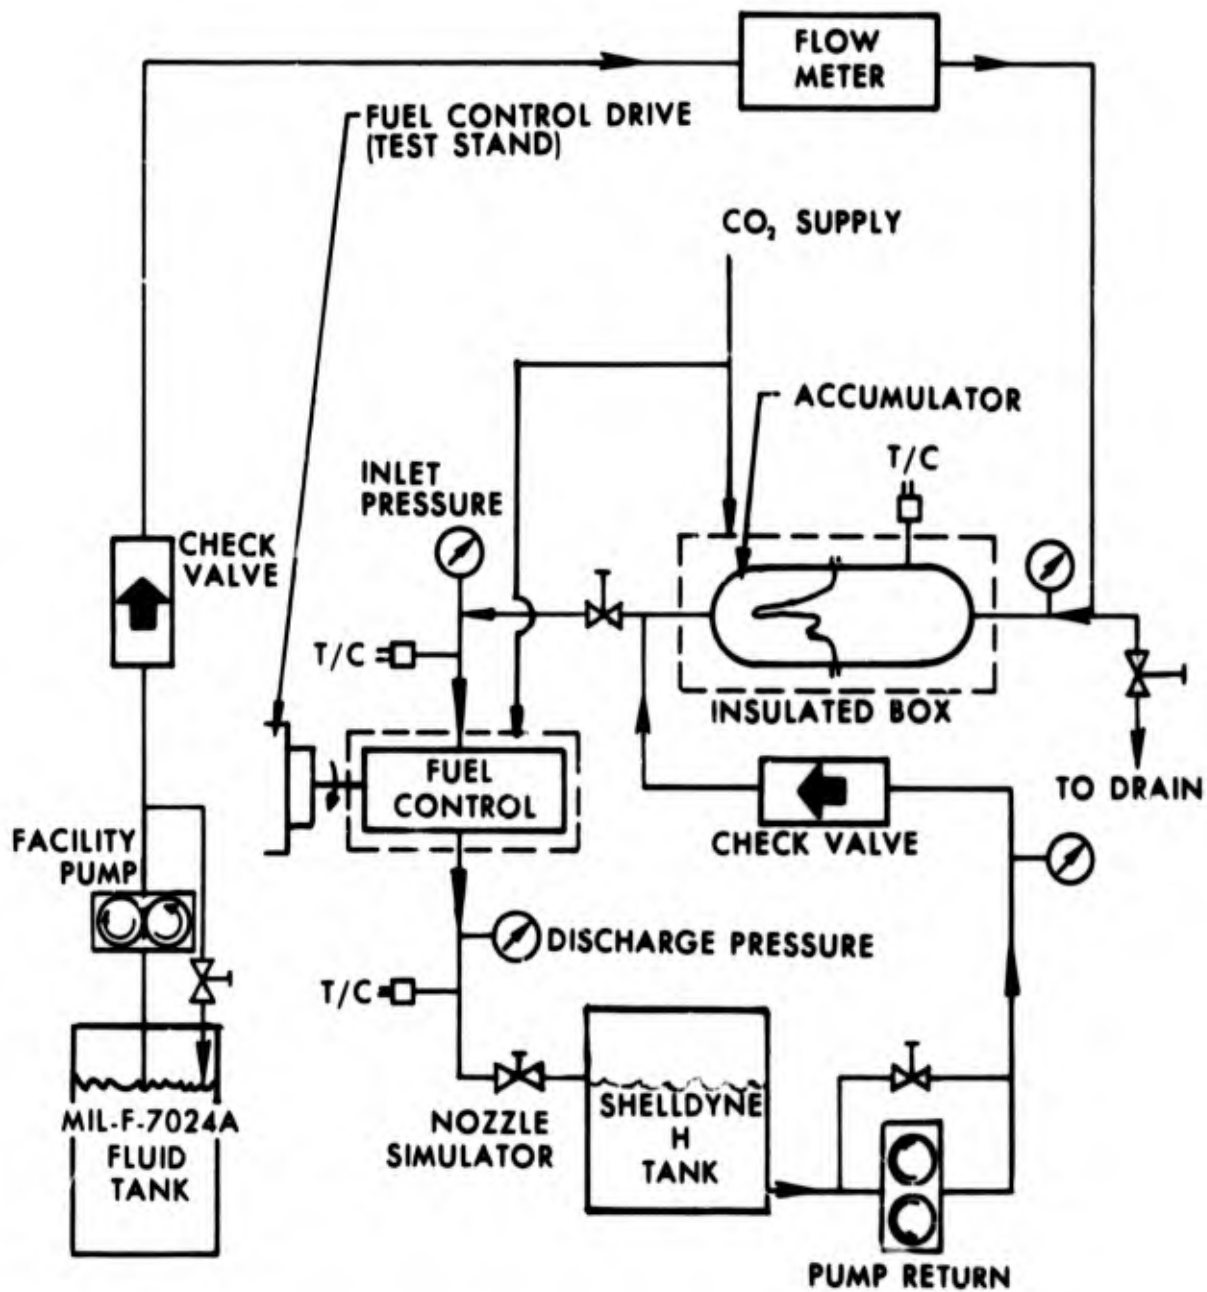 FLOW
METER
FUEL CONTROL DRIVE
(TEST STAND)
CO₂ SUPPLY
ACCUMULATOR
T/C
INLET
PRESSURE
CHECK
VALVE
T/C
INSULATED BOX
FUEL
CONTROL
TO DRAIN
CHECK VALVE
FACILITY
PUMP
DISCHARGE PRESSURE
T/C
MIL-F-7024A
FLUID
TANK
NOZZLE
SIMULATOR
SHELLDYNE
H
TANK
PUMP RETURN